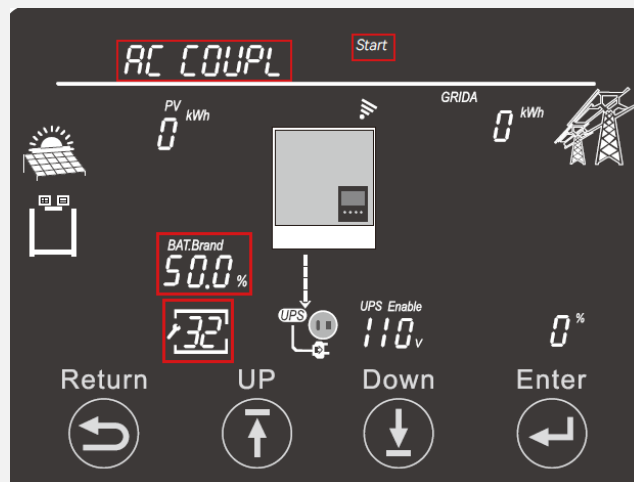 AC COUPL Start
PV
0 kWh
GRIDA
0 kWh
BAT.Brand
50.0 %
32
UPS
UPS Enable
110 v
0 %
Return UP Down Enter